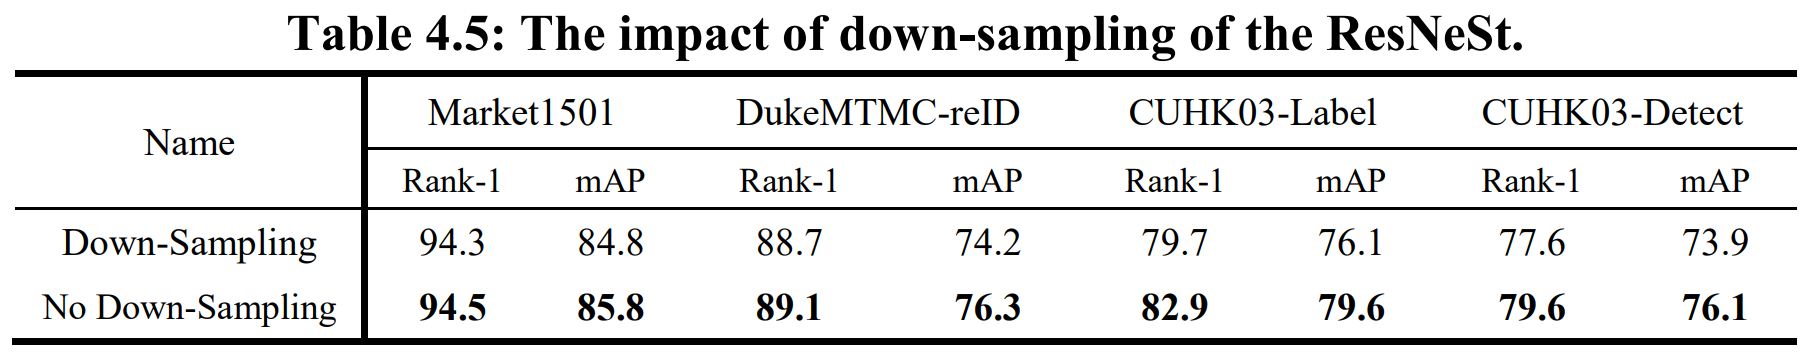 Table 4.5: The impact of down-sampling of the ResNeSt.
Name Market1501 DukeMTMC-reID CUHK03-Label CUHK03-Detect
Rank-1 mAP Rank-1 mAP Rank-1 mAP Rank-1 mAP
Down-Sampling 94.3 84.8 88.7 74.2 79.7 76.1 77.6 73.9
No Down-Sampling 94.5 85.8 89.1 76.3 82.9 79.6 79.6 76.1